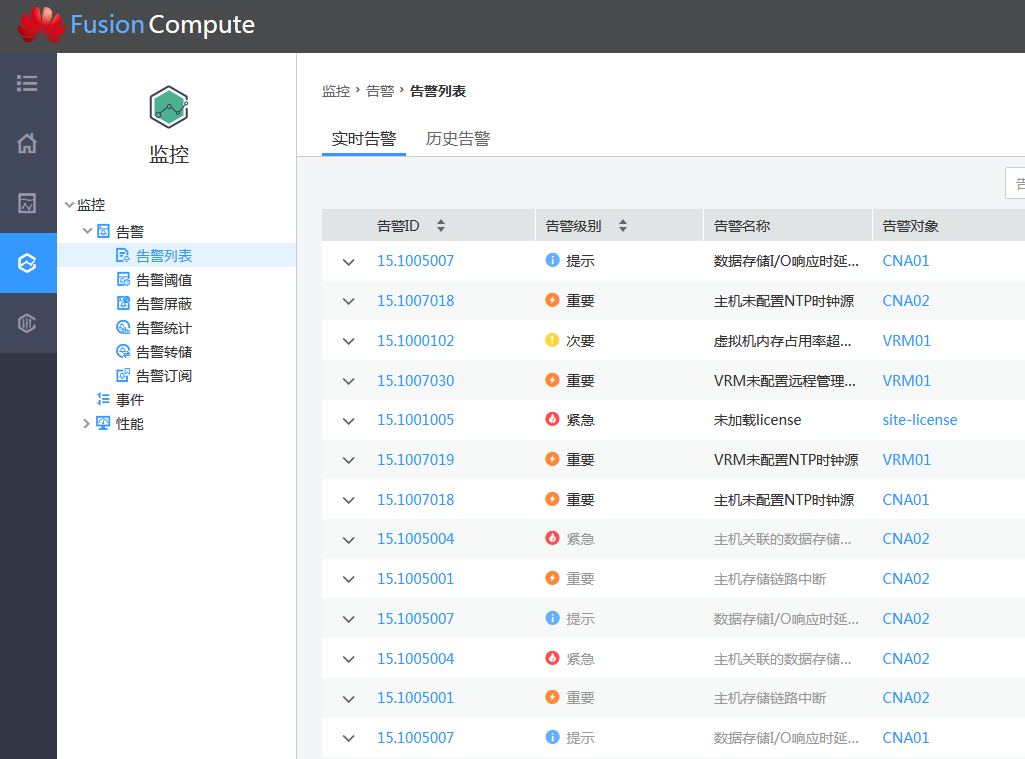 FusionCompute
监控
监控 › 告警 › 告警列表
实时告警 历史告警
监控
告警
告警列表
告警阈值
告警屏蔽
告警统计
告警转储
告警订阅
事件
性能
告
告警ID 告警级别 告警名称 告警对象
15.1005007 提示 数据存储I/O响应时延... CNA01
15.1007018 重要 主机未配置NTP时钟源 CNA02
15.1000102 次要 虚拟机内存占用率超... VRM01
15.1007030 重要 VRM未配置远程管理... VRM01
15.1001005 紧急 未加载license site-license
15.1007019 重要 VRM未配置NTP时钟源 VRM01
15.1007018 重要 主机未配置NTP时钟源 CNA01
15.1005004 紧急 主机关联的数据存储... CNA02
15.1005001 重要 主机存储链路中断 CNA02
15.1005007 提示 数据存储I/O响应时延... CNA02
15.1005004 紧急 主机关联的数据存储... CNA02
15.1005001 重要 主机存储链路中断 CNA02
15.1005007 提示 数据存储I/O响应时延... CNA01